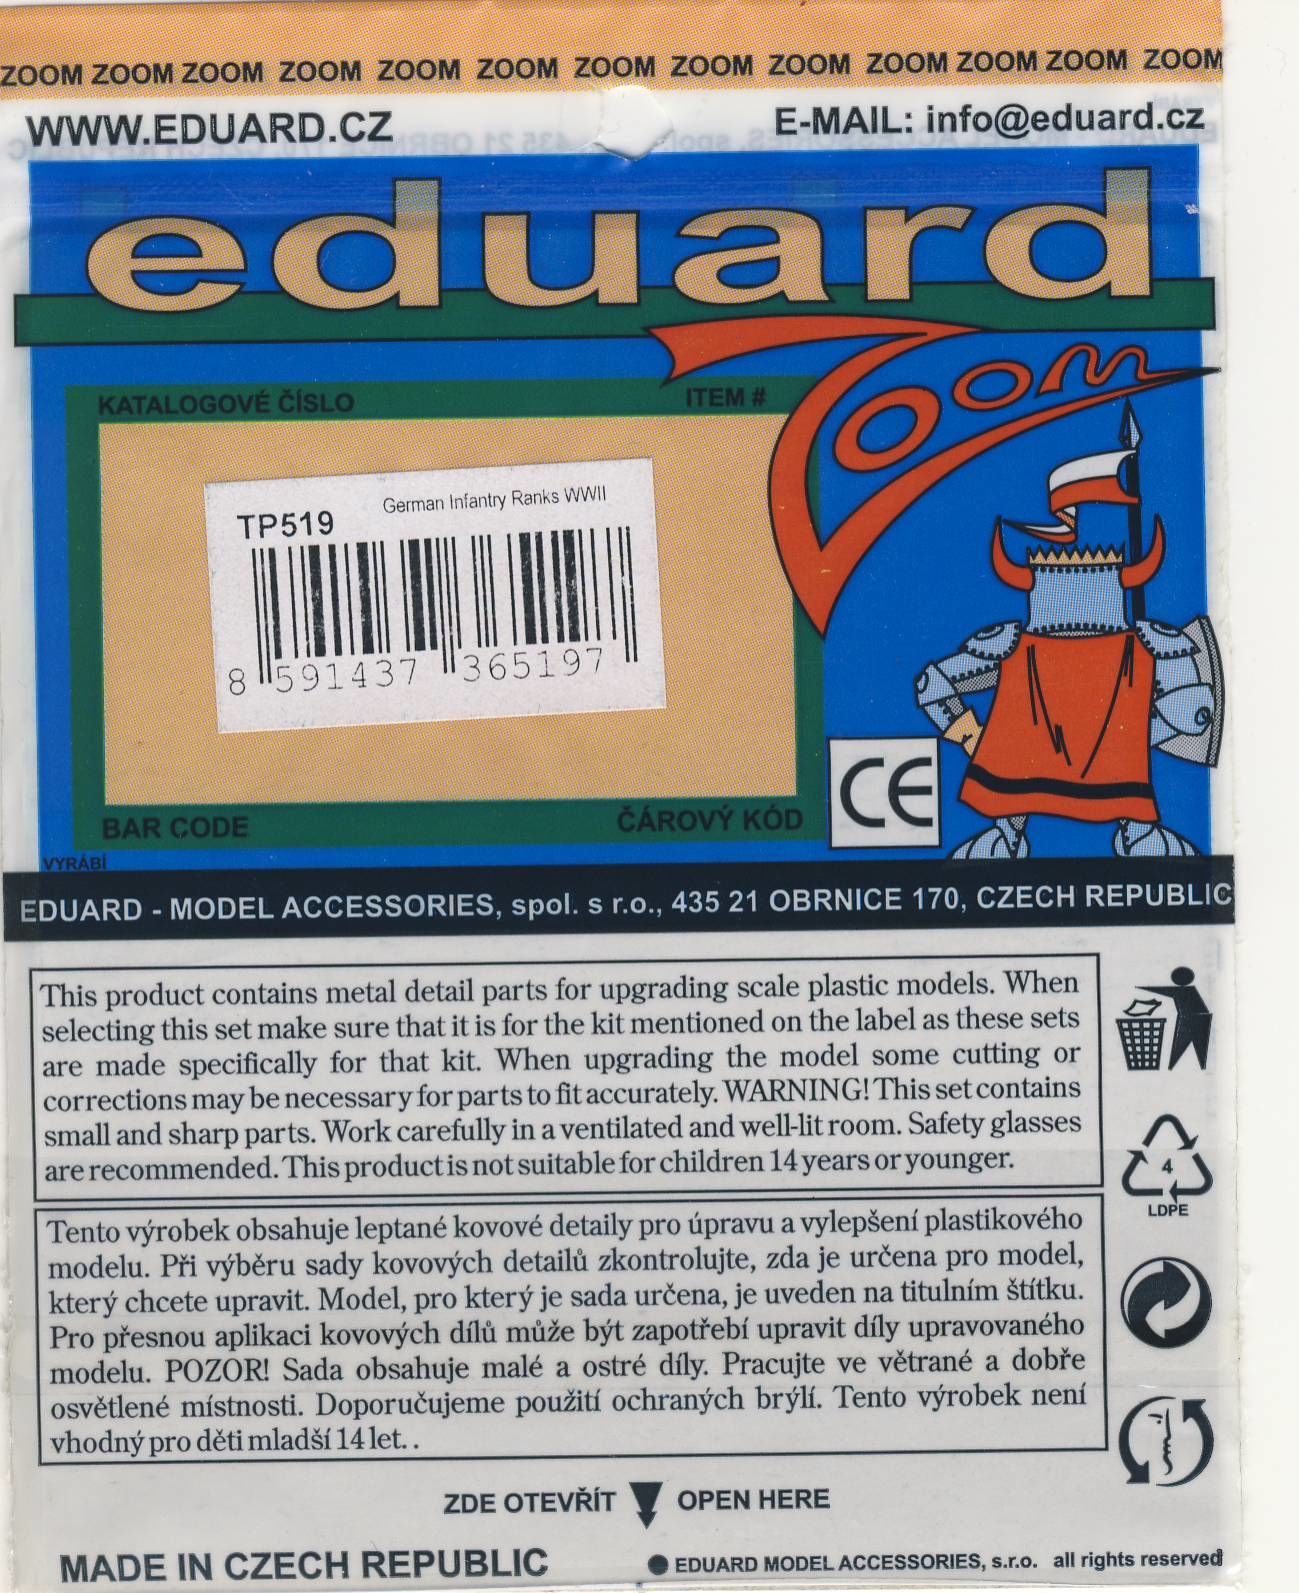 ZOOM ZOOM ZOOM ZOOM ZOOM ZOOM ZOOM ZOOM ZOOM ZOOM ZOOM ZOOM ZOOM
WWW.EDUARD.CZ
E-MAIL: info@eduard.cz
eduard
Zoom
KATALOGOVÉ ČÍSLO
ITEM #
TP519
German Infantry Ranks WWII
8 591437 365197
BAR CODE
ČÁROVÝ KÓD
CE
VYRÁBÍ
EDUARD - MODEL ACCESSORIES, spol. s r.o., 435 21 OBRNICE 170, CZECH REPUBLIC
This product contains metal detail parts for upgrading scale plastic models. When
selecting this set make sure that it is for the kit mentioned on the label as these sets
are made specifically for that kit. When upgrading the model some cutting or
corrections may be necessary for parts to fit accurately. WARNING! This set contains
small and sharp parts. Work carefully in a ventilated and well-lit room. Safety glasses
are recommended. This product is not suitable for children 14 years or younger.
4
LDPE
Tento výrobek obsahuje leptané kovové detaily pro úpravu a vylepšení plastikového
modelu. Při výběru sady kovových detailů zkontrolujte, zda je určena pro model,
který chcete upravit. Model, pro který je sada určena, je uveden na titulním štítku.
Pro přesnou aplikaci kovových dílů může být zapotřebí upravit díly upravovaného
modelu. POZOR! Sada obsahuje malé a ostré díly. Pracujte ve větrané a dobře
osvětlené místnosti. Doporučujeme použití ochraných brýlí. Tento výrobek není
vhodný pro děti mladší 14 let. .
ZDE OTEVŘÍT OPEN HERE
MADE IN CZECH REPUBLIC
EDUARD MODEL ACCESSORIES, s.r.o. all rights reserved